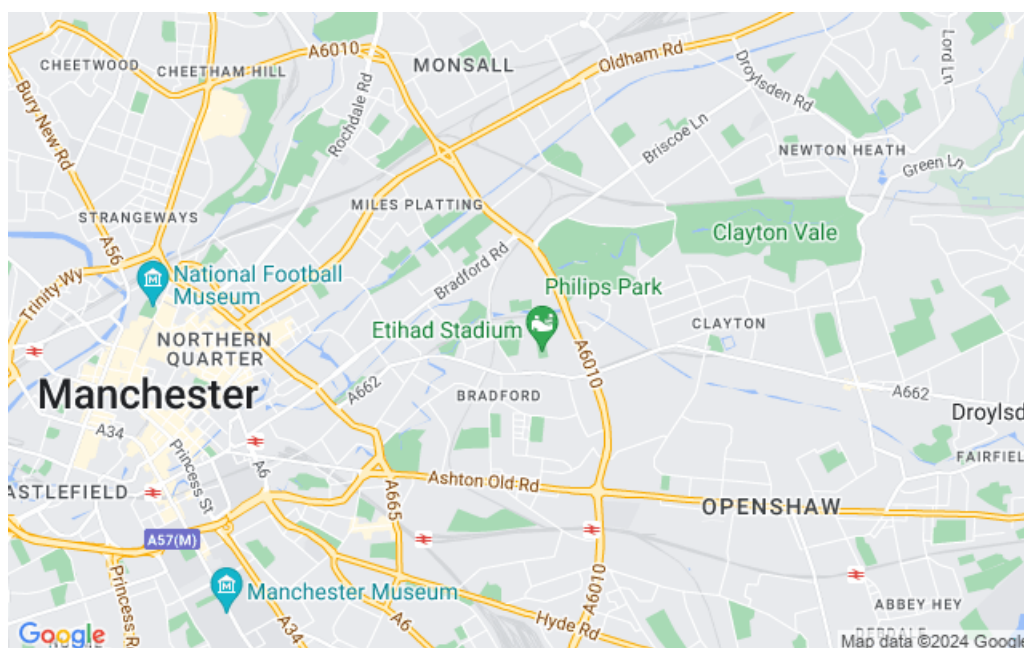 A6010
MONSALL
Oldham Rd
CHEETWOOD
CHEETHAM HILL
Lord Ln
Droylsden Rd
Bury New Rd
Rochdale Rd
Briscoe Ln
NEWTON HEATH
Green Ln
STRANGEWAYS
MILES PLATTING
A56
Clayton Vale
Trinity Wy
National Football
Museum
Bradford Rd
Philips Park
Etihad Stadium
CLAYTON
NORTHERN
QUARTER
A6010
Manchester
A662
BRADFORD
A662
Droylsd
A34
Princess St
A6
FAIRFIEL
ASTLEFIELD
A665
Ashton Old Rd
OPENSHAW
A57(M)
Princess R
Manchester Museum
A6010
A34
A6
Hyde Rd
ABBEY HEY
Google
Map data ©2024 Google